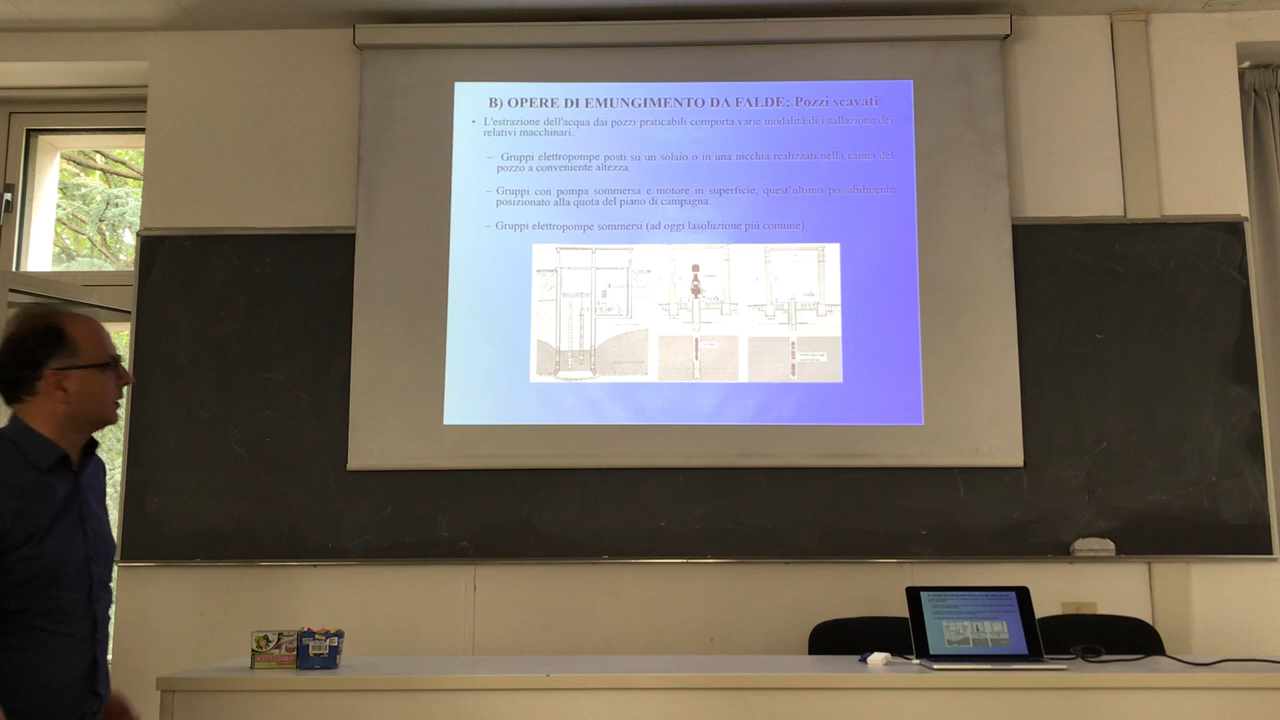 B) OPERE DI EMUNGIMENTO DA FALDE: Pozzi scavati
• L'estrazione dell'acqua dai pozzi praticabili comporta varie modalità di istallazione dei
relativi macchinari.
– Gruppi elettropompe posti su un solaio o in una nicchia realizzati nella canna del
pozzo a conveniente altezza.
– Gruppi con pompa sommersa e motore in superficie, quest'ultimo possibilmente
posizionato alla quota del piano di campagna.
– Gruppi elettropompe sommersi (ad oggi lasoluzione più comune)